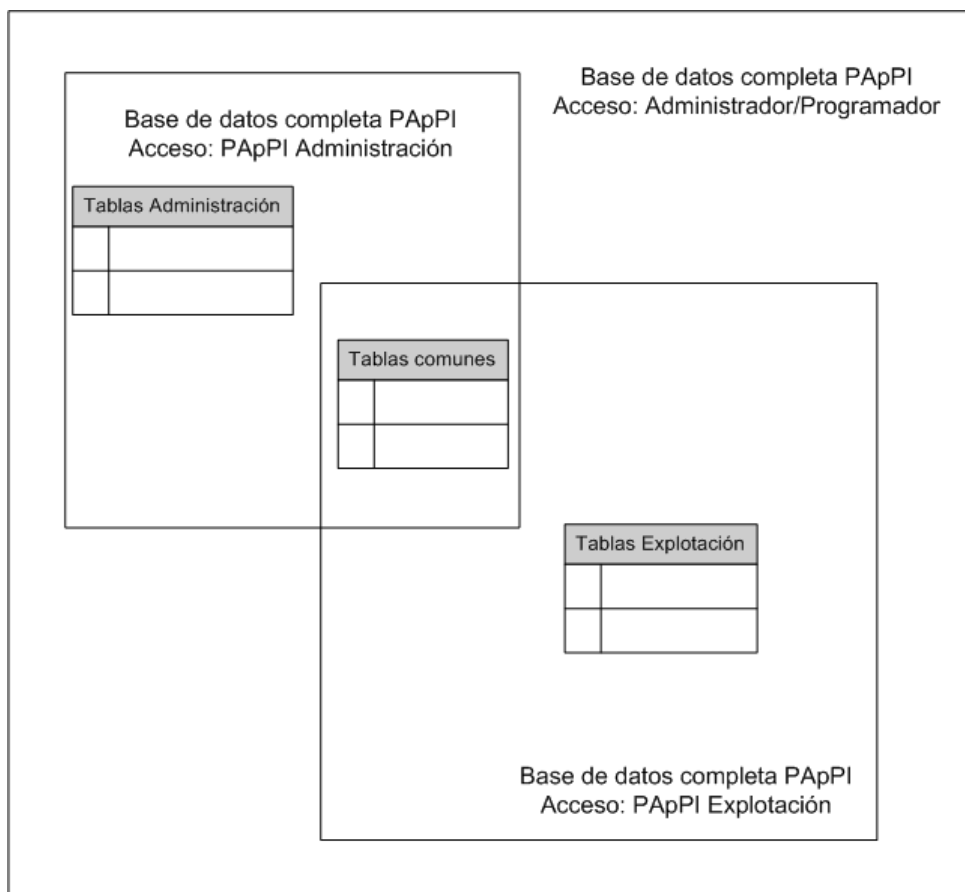 Base de datos completa PApPI
Acceso: Administrador/Programador
Base de datos completa PApPI
Acceso: PApPI Administración
Tablas Administración
Tablas comunes
Tablas Explotación
Base de datos completa PApPI
Acceso: PApPI Explotación